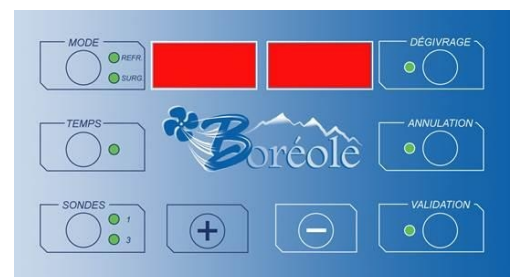 MODE
REFR.
SURG.
DÉGIVRAGE
TEMPS
Boréole
ANNULATION
SONDES
1
3
+
−
VALIDATION